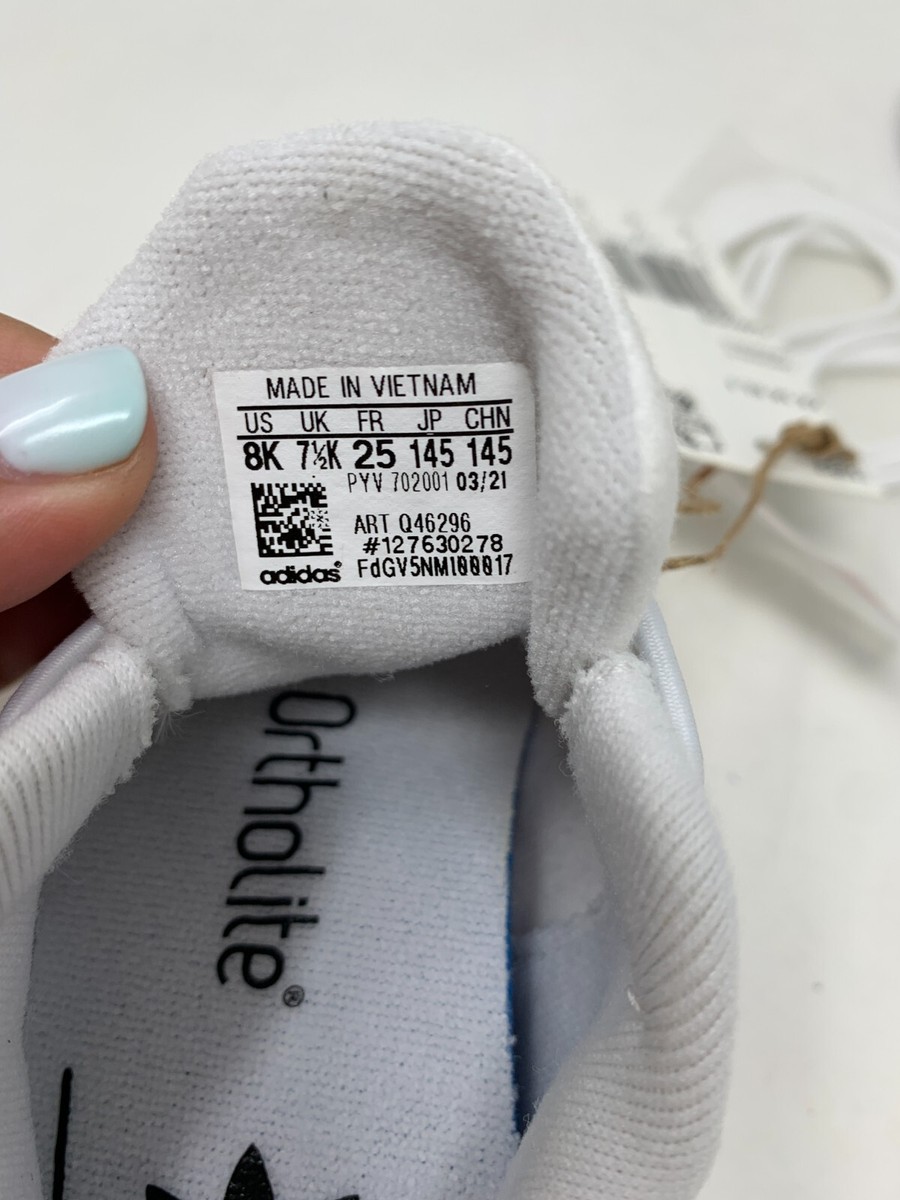 MADE IN VIETNAM
US UK FR JP CHN
8K 7½K 25 145 145
PYV 702001 03/21
ART Q46296
#127630278
adidas® FdGV5NMI00017
OrthoLite®